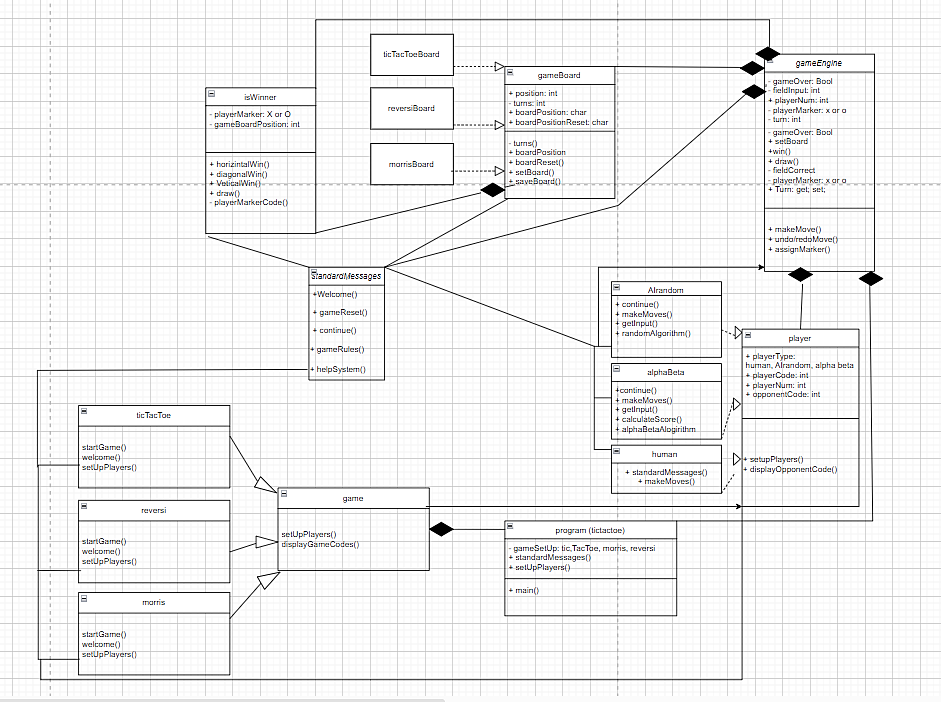 ticTacToeBoard
reversiBoard
morrisBoard
isWinner
- playerMarker: X or O
- gameBoardPosition: int
+ horizintalWin()
+ diagonalWin()
+ VeticalWin()
+ draw()
- playerMarkerCode()
gameBoard
+ position: int
- turns: int
+ boardPosition: char
+ boardPositionReset: char
- turns()
+ boardPosition
+ boardReset()
+ setBoard()
+ saveBoard()
gameEngine
- gameOver: Bool
- fieldInput: int
+ playerNum: int
- playerMarker: x or o
- turn: int
- gameOver: Bool
+ setBoard
+win()
+ draw()
- fieldCorrect
- playerMarker: x or o
+ Turn: get; set;
+ makeMove()
+ undo/redoMove()
+ assignMarker()
standardMessages
+Welcome()
+ gameReset()
+ continue()
+ gameRules()
+ helpSystem()
AIrandom
+ continue()
+ makeMoves()
+ getInput()
+ randomAlgorithm()
alphaBeta
+continue()
+ makeMoves()
+ getInput()
+ calculateScore()
+ alphaBetaAlogirithm
human
+ standardMessages()
+ makeMoves()
player
+ playerType:
human, AIrandom, alpha beta
+ playerCode: int
+ playerNum: int
+ opponentCode: int
+ setupPlayers()
+ displayOpponentCode()
ticTacToe
startGame()
welcome()
setUpPlayers()
reversi
startGame()
welcome()
setUpPlayers()
morris
startGame()
welcome()
setUpPlayers()
game
setUpPlayers()
displayGameCodes()
program (tictactoe)
- gameSetUp: tic,TacToe, morris, reversi
+ standardMessages()
+ setUpPlayers()
+ main()